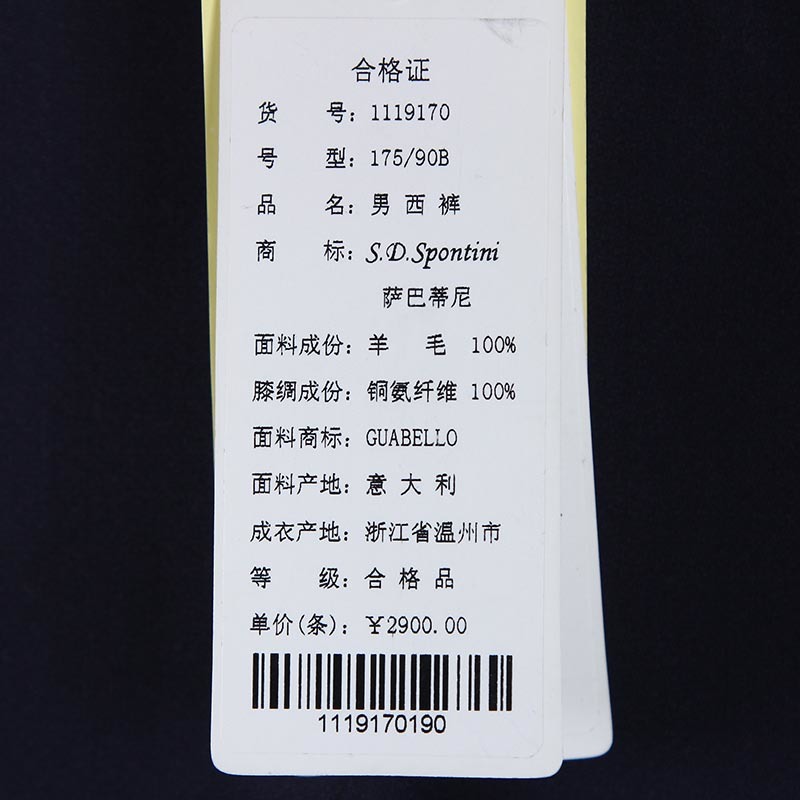 合格证
货 号: 1119170
号 型: 175/90B
品 名: 男西裤
商 标: S.D.Spontini
萨巴蒂尼
面料成份: 羊 毛 100%
膝绸成份: 铜氨纤维 100%
面料商标: GUABELLO
面料产地: 意大利
成衣产地: 浙江省温州市
等 级: 合格品
单价(条): ¥2900.00
1119170190